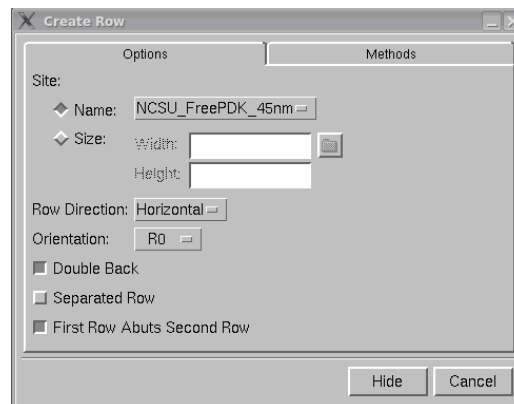 Create Row
Options Methods
Site:
Name: NCSU_FreePDK_45nm
Size: Width:
Height:
Row Direction: Horizontal
Orientation: R0
Double Back
Separated Row
First Row Abuts Second Row
Hide Cancel